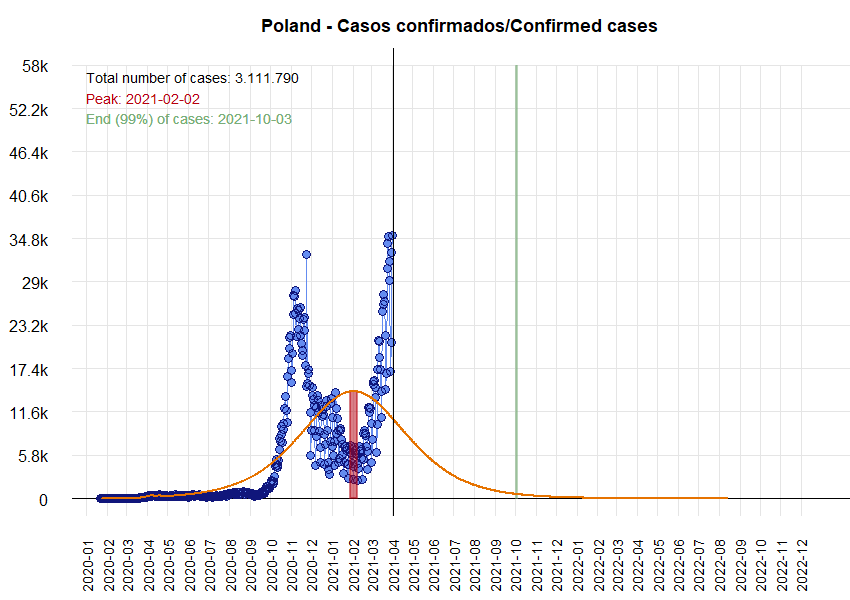 Poland - Casos confirmados/Confirmed cases
58k
52.2k
46.4k
40.6k
34.8k
29k
23.2k
17.4k
11.6k
5.8k
0
Total number of cases: 3.111.790
Peak: 2021-02-02
End (99%) of cases: 2021-10-03
2020-01
2020-02
2020-03
2020-04
2020-05
2020-06
2020-07
2020-08
2020-09
2020-10
2020-11
2020-12
2021-01
2021-02
2021-03
2021-04
2021-05
2021-06
2021-07
2021-08
2021-09
2021-10
2021-11
2021-12
2022-01
2022-02
2022-03
2022-04
2022-05
2022-06
2022-07
2022-08
2022-09
2022-10
2022-11
2022-12